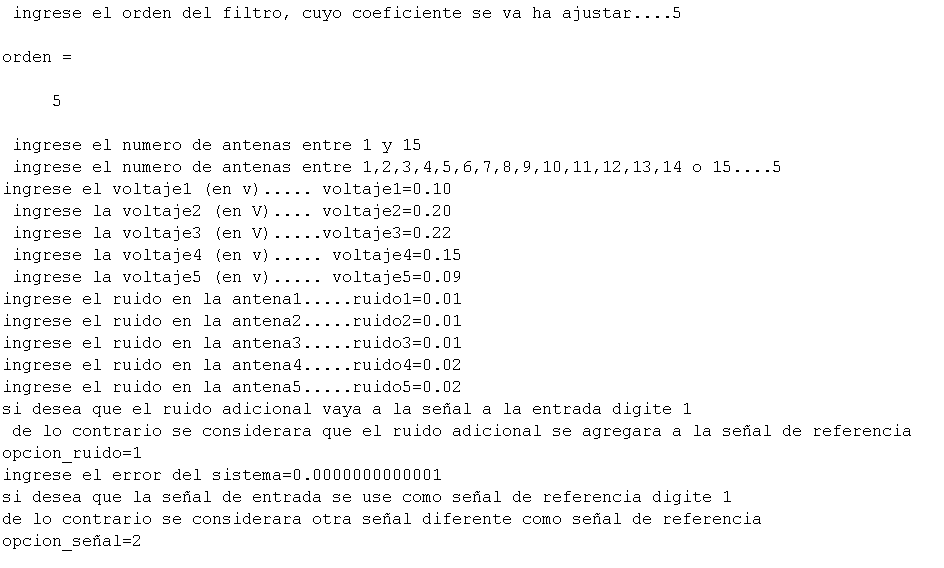 ingrese el orden del filtro, cuyo coeficiente se va ha ajustar....5
orden =
5
ingrese el numero de antenas entre 1 y 15
ingrese el numero de antenas entre 1,2,3,4,5,6,7,8,9,10,11,12,13,14 o 15....5
ingrese el voltaje1 (en v)..... voltaje1=0.10
ingrese la voltaje2 (en V).... voltaje2=0.20
ingrese la voltaje3 (en V).....voltaje3=0.22
ingrese la voltaje4 (en v)..... voltaje4=0.15
ingrese la voltaje5 (en v)..... voltaje5=0.09
ingrese el ruido en la antena1.....ruido1=0.01
ingrese el ruido en la antena2.....ruido2=0.01
ingrese el ruido en la antena3.....ruido3=0.01
ingrese el ruido en la antena4.....ruido4=0.02
ingrese el ruido en la antena5.....ruido5=0.02
si desea que el ruido adicional vaya a la señal a la entrada digite 1
de lo contrario se considerara que el ruido adicional se agregara a la señal de referencia
opcion_ruido=1
ingrese el error del sistema=0.0000000000001
si desea que la señal de entrada se use como señal de referencia digite 1
de lo contrario se considerara otra señal diferente como señal de referencia
opcion_señal=2